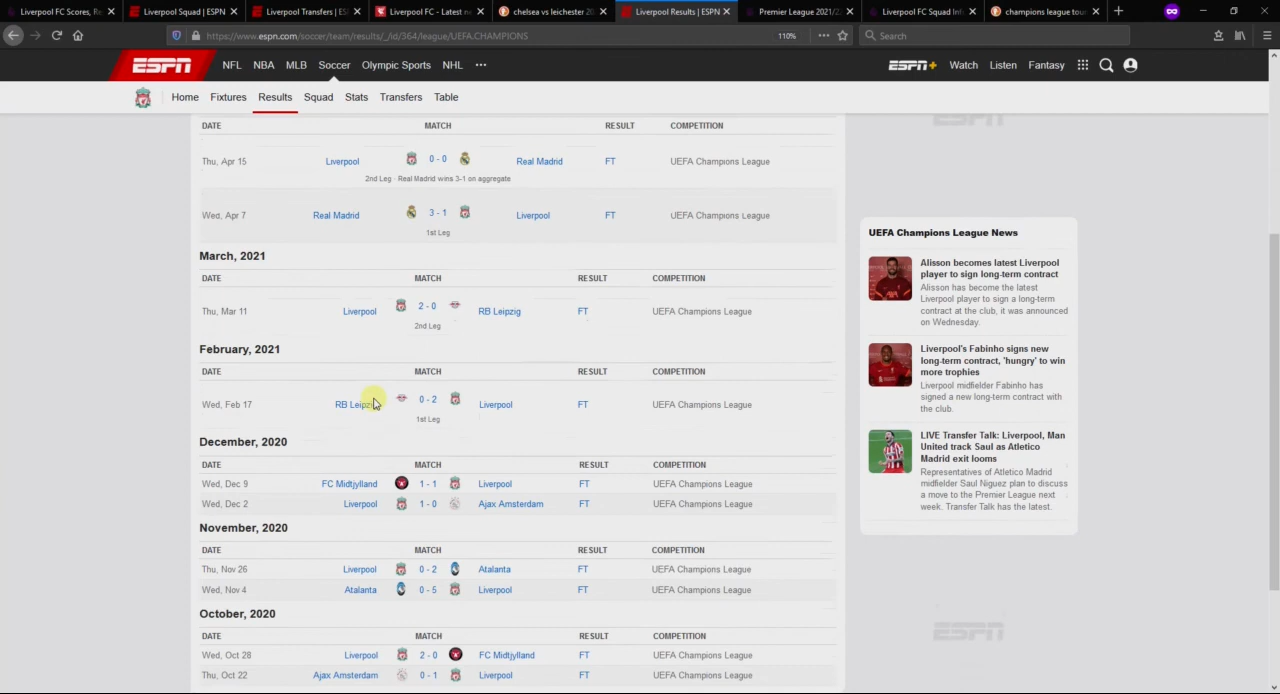 Liverpool FC Scores, Re
Liverpool Squad | ESPN
Liverpool Transfers | ES
Liverpool FC - Latest n
chelsea vs leichester 20
Liverpool Results | ESPN
Premier League 2021/2
Liverpool FC Squad Inf
champions league tour
https://www.espn.com/soccer/team/results/_/id/364/league/UEFA.CHAMPIONS
110%
Search
ESPN NFL NBA MLB Soccer Olympic Sports NHL ESPN+ Watch Listen Fantasy
Home Fixtures Results Squad Stats Transfers Table
DATE MATCH RESULT COMPETITION
Thu, Apr 15 Liverpool 0 - 0 Real Madrid FT UEFA Champions League
2nd Leg - Real Madrid wins 3-1 on aggregate
Wed, Apr 7 Real Madrid 3 - 1 Liverpool FT UEFA Champions League
1st Leg
March, 2021
DATE MATCH RESULT COMPETITION
Thu, Mar 11 Liverpool 2 - 0 RB Leipzig FT UEFA Champions League
2nd Leg
February, 2021
DATE MATCH RESULT COMPETITION
Wed, Feb 17 RB Leipzig 0 - 2 Liverpool FT UEFA Champions League
1st Leg
December, 2020
DATE MATCH RESULT COMPETITION
Wed, Dec 9 FC Midtjylland 1 - 1 Liverpool FT UEFA Champions League
Wed, Dec 2 Liverpool 1 - 0 Ajax Amsterdam FT UEFA Champions League
November, 2020
DATE MATCH RESULT COMPETITION
Thu, Nov 26 Liverpool 0 - 2 Atalanta FT UEFA Champions League
Wed, Nov 4 Atalanta 0 - 5 Liverpool FT UEFA Champions League
October, 2020
DATE MATCH RESULT COMPETITION
Wed, Oct 28 Liverpool 2 - 0 FC Midtjylland FT UEFA Champions League
Thu, Oct 22 Ajax Amsterdam 0 - 1 Liverpool FT UEFA Champions League
UEFA Champions League News
Alisson becomes latest Liverpool
player to sign long-term contract
Alisson has become the latest
Liverpool player to sign a long-term
contract at the club, it was announced
on Wednesday.
Liverpool's Fabinho signs new
long-term contract, 'hungry' to win
more trophies
Liverpool midfielder Fabinho has
signed a new long-term contract with
the club.
LIVE Transfer Talk: Liverpool, Man
United track Saul as Atletico
Madrid exit looms
Representatives of Atletico Madrid
midfielder Saul Niguez plan to discuss
a move to the Premier League next
week. Transfer Talk has the latest.
ESPN